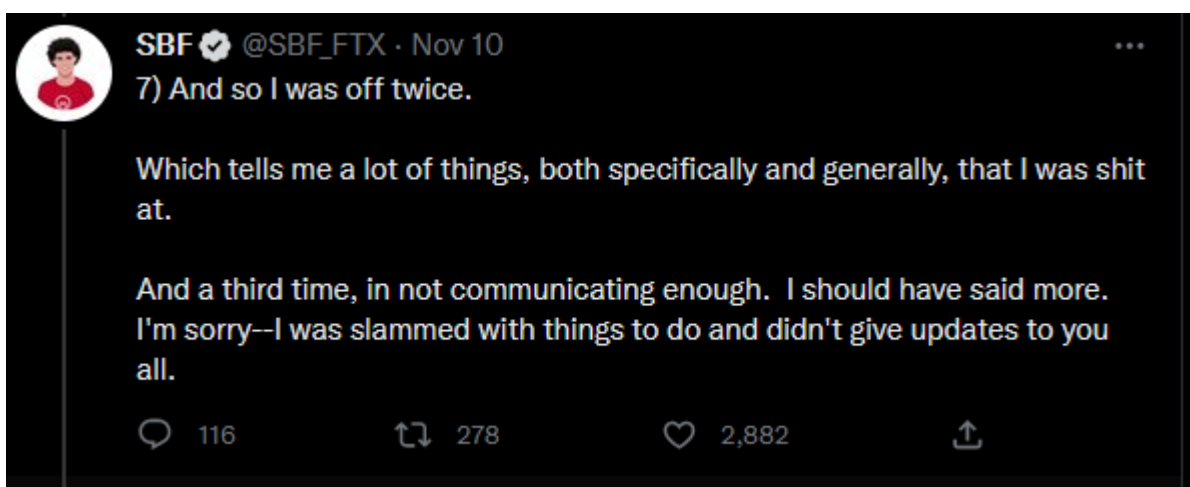 SBF @SBF_FTX · Nov 10
7) And so I was off twice.
Which tells me a lot of things, both specifically and generally, that I was shit
at.
And a third time, in not communicating enough.  I should have said more.
I'm sorry--I was slammed with things to do and didn't give updates to you
all.
116 278 2,882